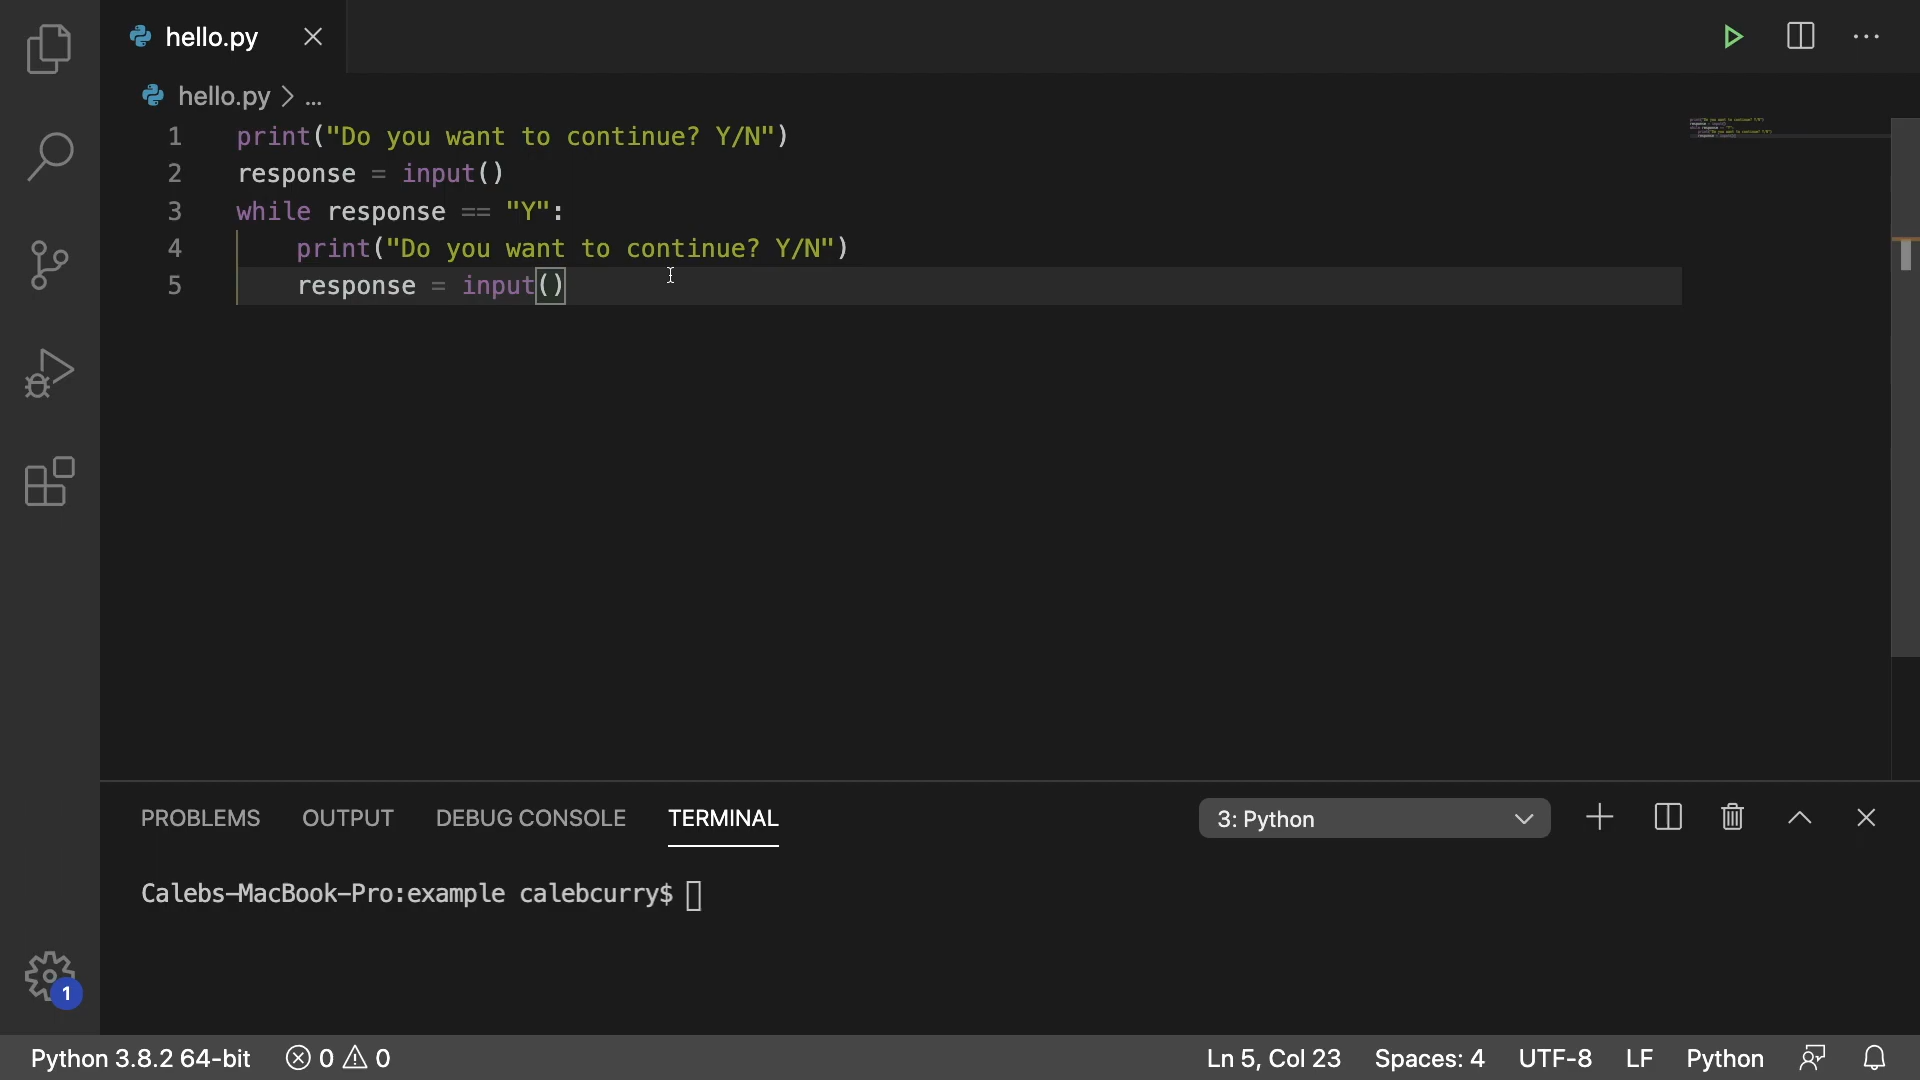 hello.py
hello.py > ...
1 print("Do you want to continue? Y/N")
2 response = input()
3 while response == "Y":
4     print("Do you want to continue? Y/N")
5     response = input()
PROBLEMS OUTPUT DEBUG CONSOLE TERMINAL 3: Python
Calebs-MacBook-Pro:example calebcurry$
1
Python 3.8.2 64-bit 0 0 Ln 5, Col 23 Spaces: 4 UTF-8 LF Python